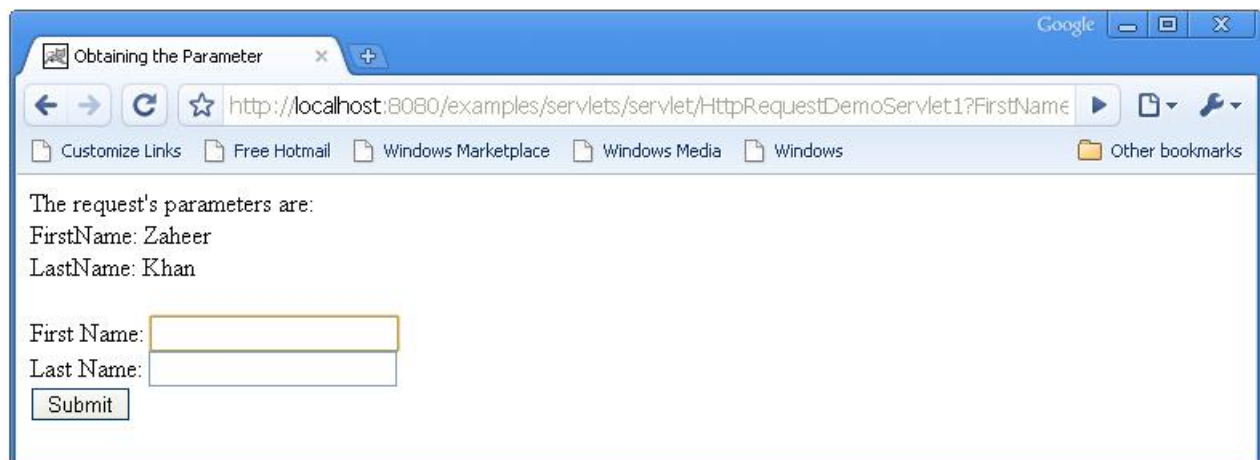 Google
Obtaining the Parameter
http://localhost:8080/examples/servlets/servlet/HttpRequestDemoServlet1?FirstName
Customize Links Free Hotmail Windows Marketplace Windows Media Windows Other bookmarks
The request's parameters are:
FirstName: Zaheer
LastName: Khan
First Name:
Last Name:
Submit